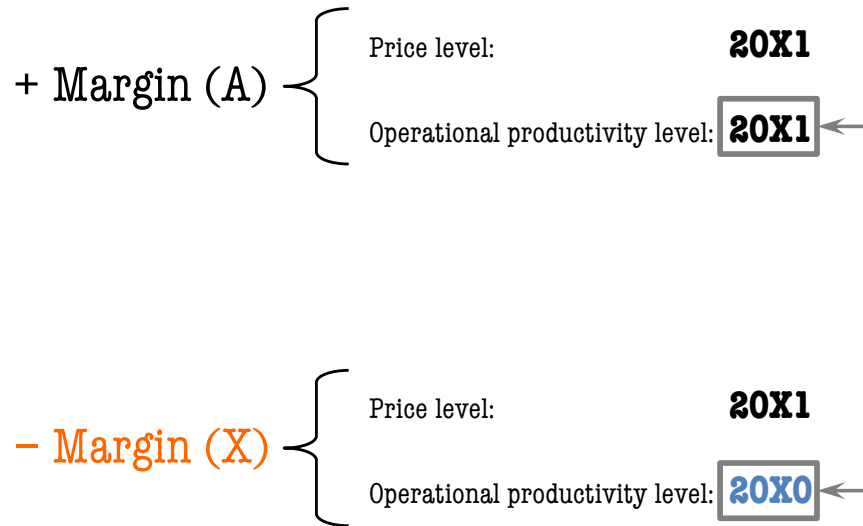 Price level: 20X1
+ Margin (A)
Operational productivity level: 20X1
Price level: 20X1
– Margin (X)
Operational productivity level: 20X0